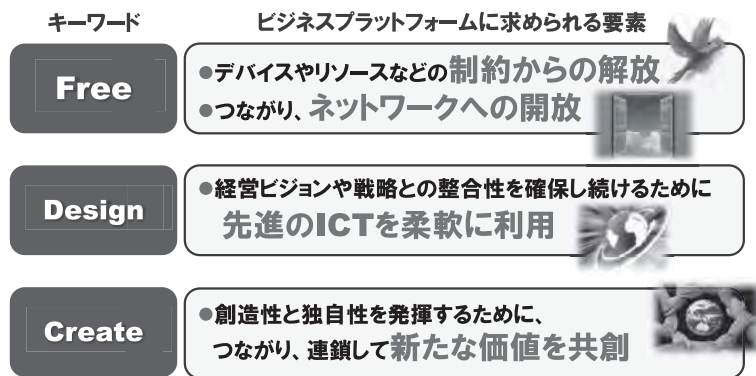 キーワード ビジネスプラットフォームに求められる要素
Free
●デバイスやリソースなどの制約からの解放
●つながり、ネットワークへの開放
Design
●経営ビジョンや戦略との整合性を確保し続けるために
先進のICTを柔軟に利用
Create
●創造性と独自性を発揮するために、
つながり、連鎖して新たな価値を共創